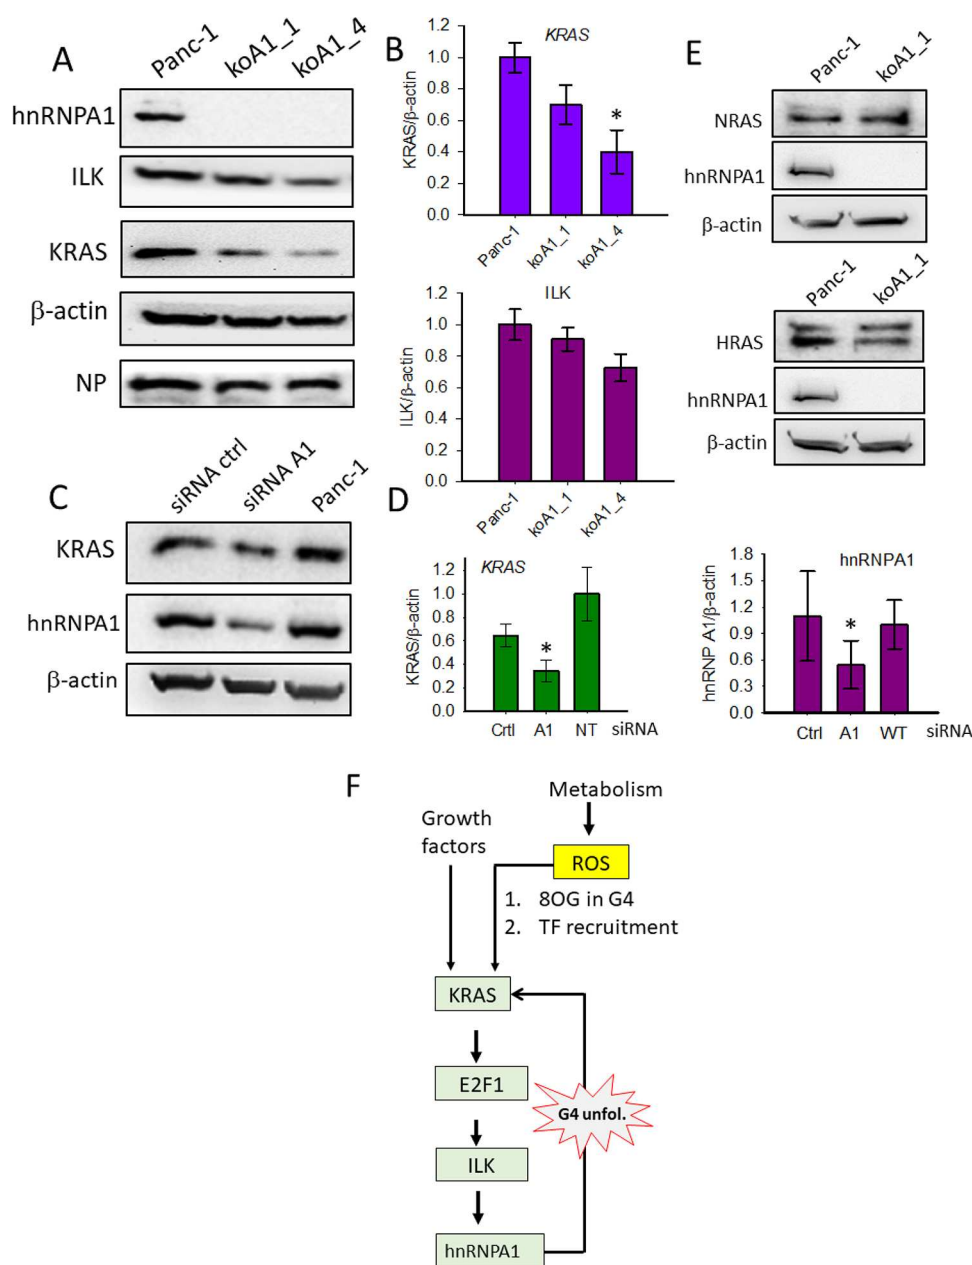 A
Panc-1
koA1_1
koA1_4
hnRNPA1
ILK
KRAS
β-actin
NP
B
KRAS
KRAS/β-actin
1.2
1.0
0.8
0.6
0.4
0.2
0.0
*
Panc-1
koA1_1
koA1_4
ILK
ILK/β-actin
1.2
1.0
0.8
0.6
0.4
0.2
0.0
Panc-1
koA1_1
koA1_4
C
siRNA ctrl
siRNA A1
Panc-1
KRAS
hnRNPA1
β-actin
D
KRAS
KRAS/β-actin
1.2
1.0
0.8
0.6
0.4
0.2
0.0
*
Crtl A1 NT siRNA
hnRNPA1
hnRNP A1/β-actin
1.8
1.5
1.2
0.9
0.6
0.3
0.0
*
Ctrl A1 WT siRNA
E
Panc-1
koA1_1
NRAS
hnRNPA1
β-actin
Panc-1
koA1_1
HRAS
hnRNPA1
β-actin
F
Metabolism
Growth
factors
ROS
1. 8OG in G4
2. TF recruitment
KRAS
E2F1
G4 unfol.
ILK
hnRNPA1